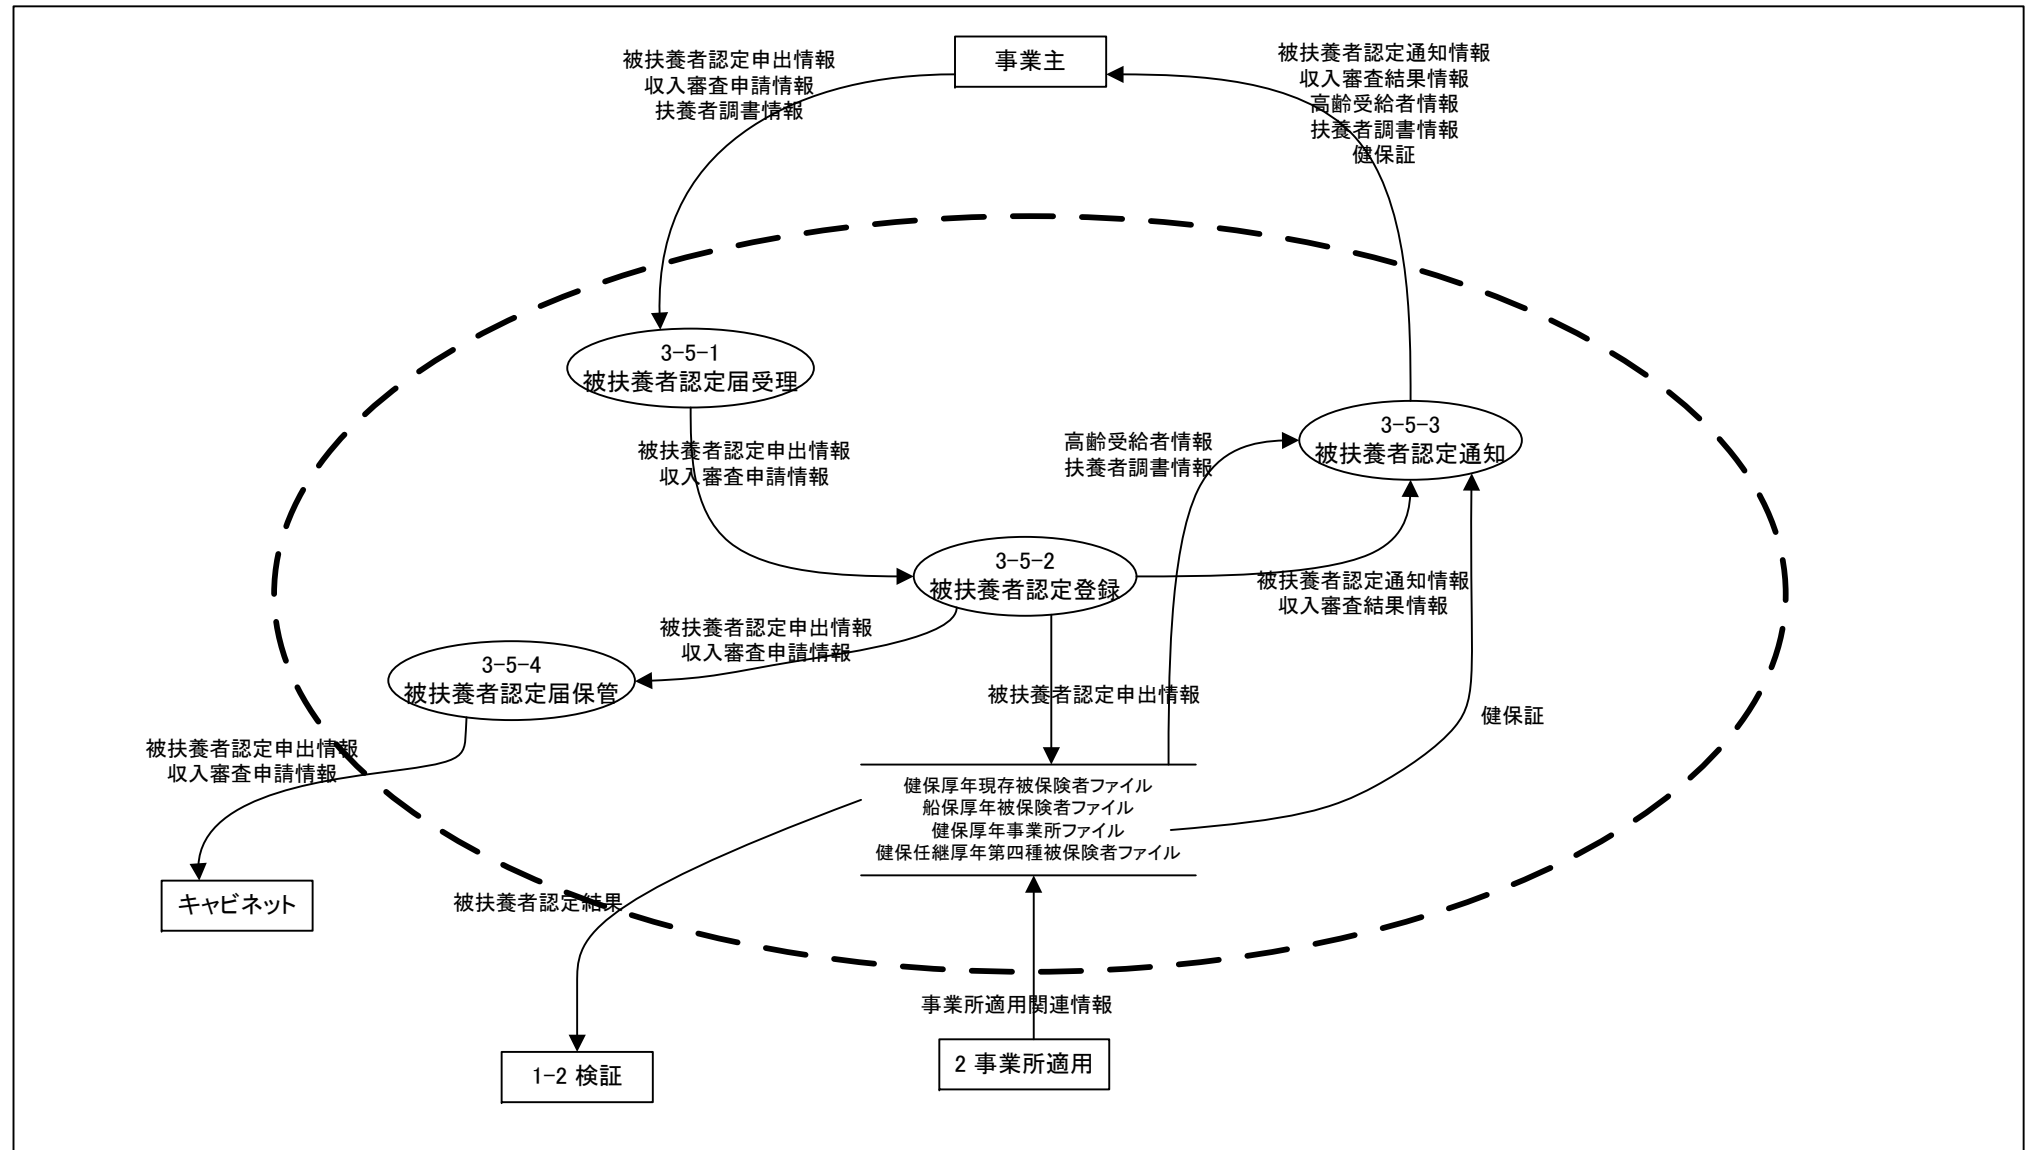 事業主
被扶養者認定申出情報
収入審査申請情報
扶養者調書情報
被扶養者認定通知情報
収入審査結果情報
高齢受給者情報
扶養者調書情報
健保証
3-5-1
被扶養者認定届受理
被扶養者認定申出情報
収入審査申請情報
高齢受給者情報
扶養者調書情報
3-5-3
被扶養者認定通知
3-5-2
被扶養者認定登録
被扶養者認定通知情報
収入審査結果情報
被扶養者認定申出情報
収入審査申請情報
3-5-4
被扶養者認定届保管
被扶養者認定申出情報
健保証
被扶養者認定申出情報
収入審査申請情報
健保厚年現存被保険者ファイル
船保厚年被保険者ファイル
健保厚年事業所ファイル
健保任継厚年第四種被保険者ファイル
キャビネット
被扶養者認定結果
事業所適用関連情報
1-2 検証
2 事業所適用